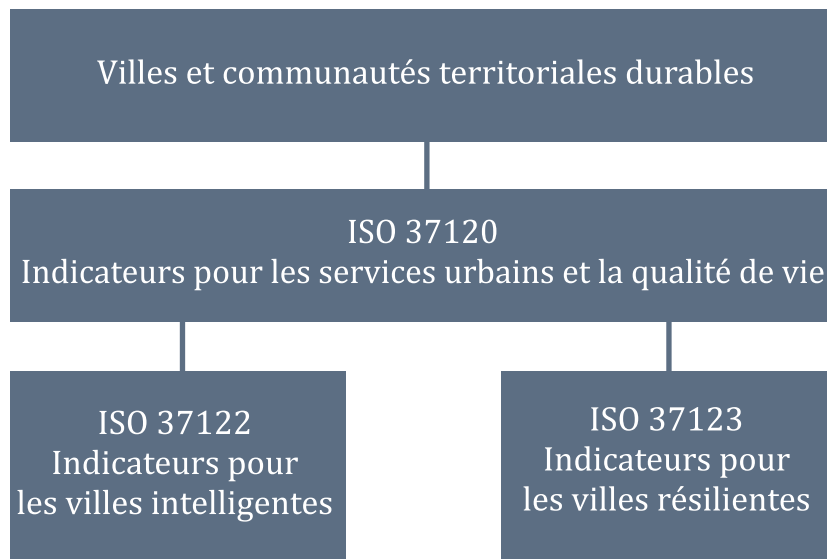 Villes et communautés territoriales durables
ISO 37120
Indicateurs pour les services urbains et la qualité de vie
ISO 37122
Indicateurs pour
les villes intelligentes
ISO 37123
Indicateurs pour
les villes résilientes